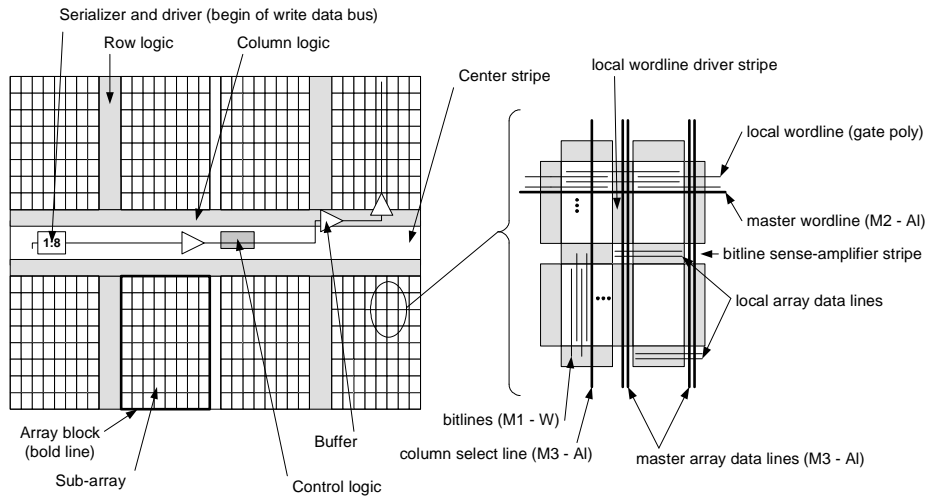 Serializer and driver (begin of write data bus)
Row logic
Column logic
Center stripe
local wordline driver stripe
local wordline (gate poly)
master wordline (M2 - Al)
bitline sense-amplifier stripe
local array data lines
1:8
Array block
(bold line)
Sub-array
Control logic
Buffer
bitlines (M1 - W)
column select line (M3 - Al)
master array data lines (M3 - Al)